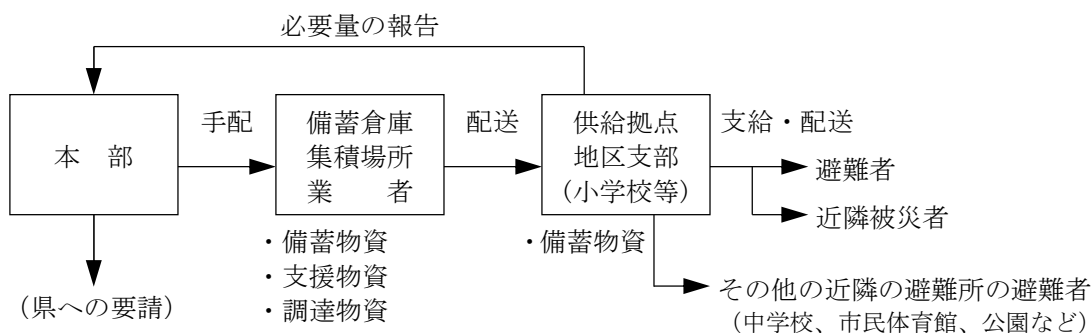 必要量の報告
本　部
手配
備蓄倉庫
集積場所
業　　者
配送
供給拠点
地区支部
（小学校等）
支給・配送
避難者
近隣被災者
・備蓄物資
・支援物資
・調達物資
・備蓄物資
（県への要請）
その他の近隣の避難所の避難者
（中学校、市民体育館、公園など）